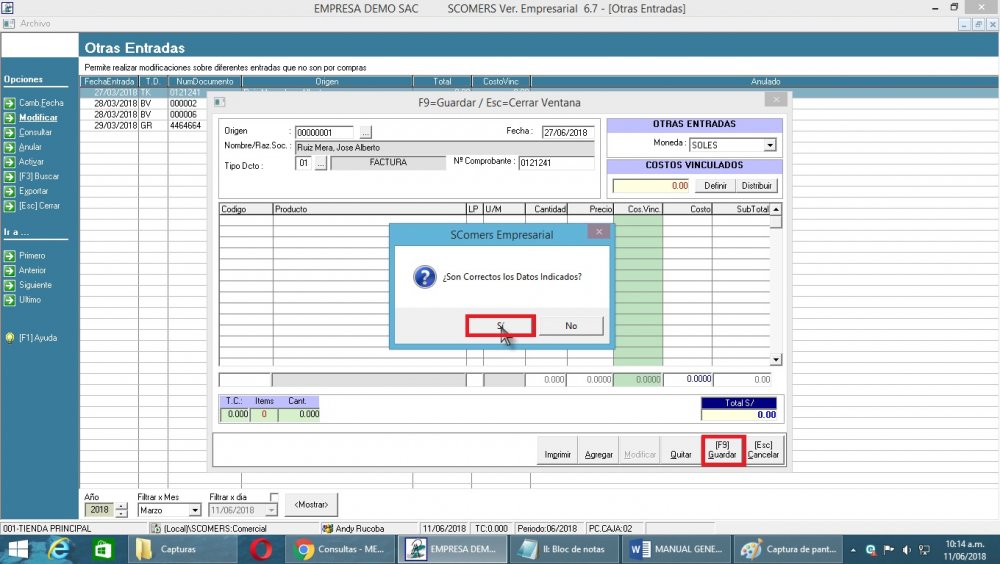 EMPRESA DEMO SAC SCOMERS Ver. Empresarial 6.7 - [Otras Entradas]
Archivo
Otras Entradas
Permite realizar modificaciones sobre diferentes entradas que no son por compras
Opciones
Camb.Fecha
Modificar
Consultar
Anular
Activar
[F3] Buscar
Exportar
[Esc] Cerrar
Ir a ...
Primero
Anterior
Siguiente
Ultimo
[F1] Ayuda
FechaEntrada T.D. NumDocumento Origen Total CostoVinc Anulado
27/03/2018 TK 0121241
28/03/2018 BV 000002
28/03/2018 BV 000006
29/03/2018 GR 4464664
F9=Guardar / Esc=Cerrar Ventana
Origen : 00000001 ... Fecha : 27/06/2018
Nombre/Raz.Soc. : Ruiz Mera, Jose Alberto
Tipo Dcto : 01 ... FACTURA Nº Comprobante : 0121241
OTRAS ENTRADAS
Moneda : SOLES
COSTOS VINCULADOS
0.00 Definir Distribuir
Codigo Producto LP U/M Cantidad Precio Cos.Vinc. Costo SubTotal
SComers Empresarial
¿Son Correctos los Datos Indicados?
No
0.000 0.0000 0.0000 0.0000 0.00
T.C.: Items Cant.
0.000 0 0.000
Total S/
0.00
Imprimir Agregar Modificar Quitar [F9] Guardar [Esc] Cancelar
Año Filtrar x Mes Filtrar x dia
2018 Marzo 11/06/2018 <Mostrar>
001-TIENDA PRINCIPAL (Local)\SCOMERS:Comercial Andy Rucoba 11/06/2018 TC:0.000 Periodo:06/2018 PC.CAJA:02
Capturas Consultas - ME... EMPRESA DEM... II: Bloc de notas MANUAL GENE... Captura de pant... 10:14 a.m.
11/06/2018